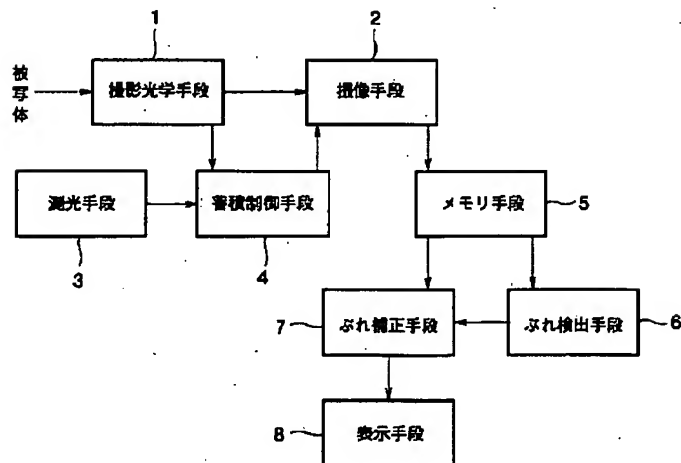 1
2
被写体
撮影光学手段
撮像手段
測光手段
蓄積制御手段
メモリ手段
5
3
4
7
ぶれ補正手段
ぶれ検出手段
6
8
表示手段